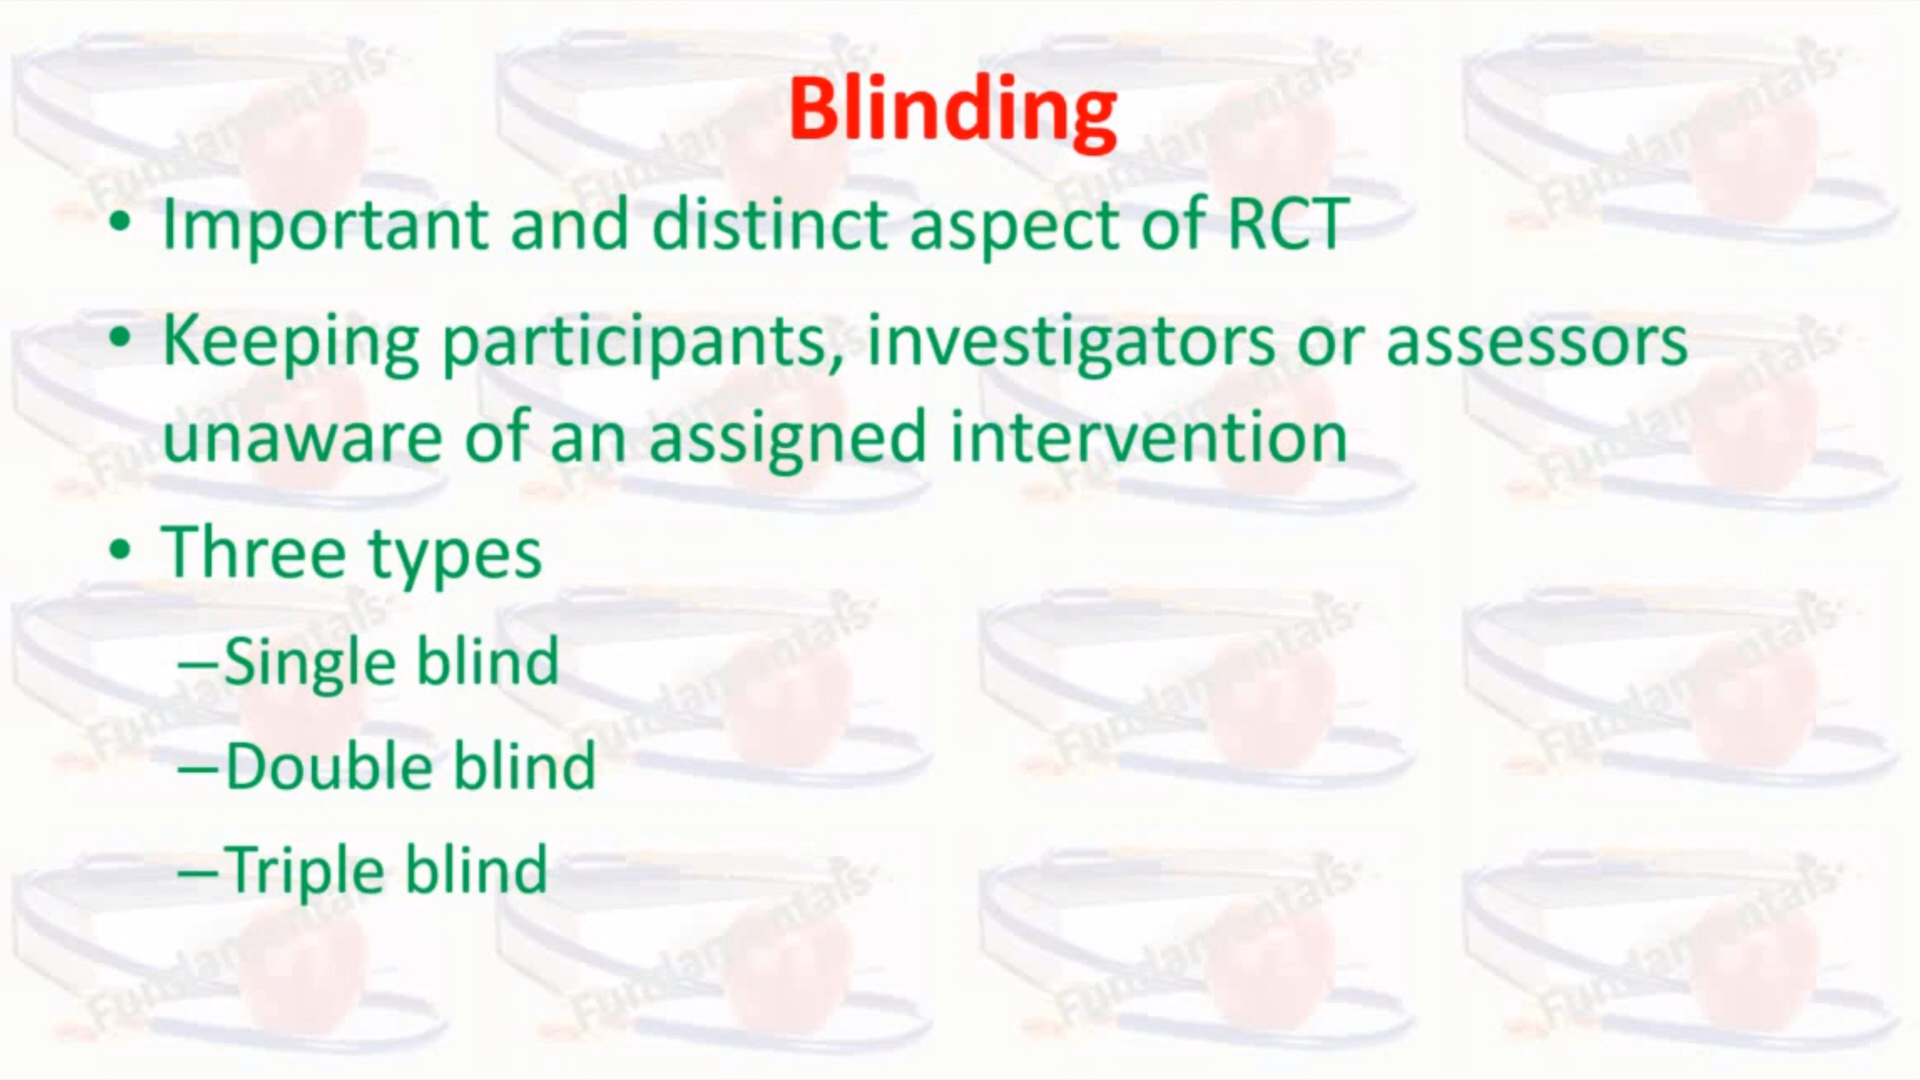 Blinding
• Important and distinct aspect of RCT
• Keeping participants, investigators or assessors
unaware of an assigned intervention
• Three types
–Single blind
–Double blind
–Triple blind
Fundamentals